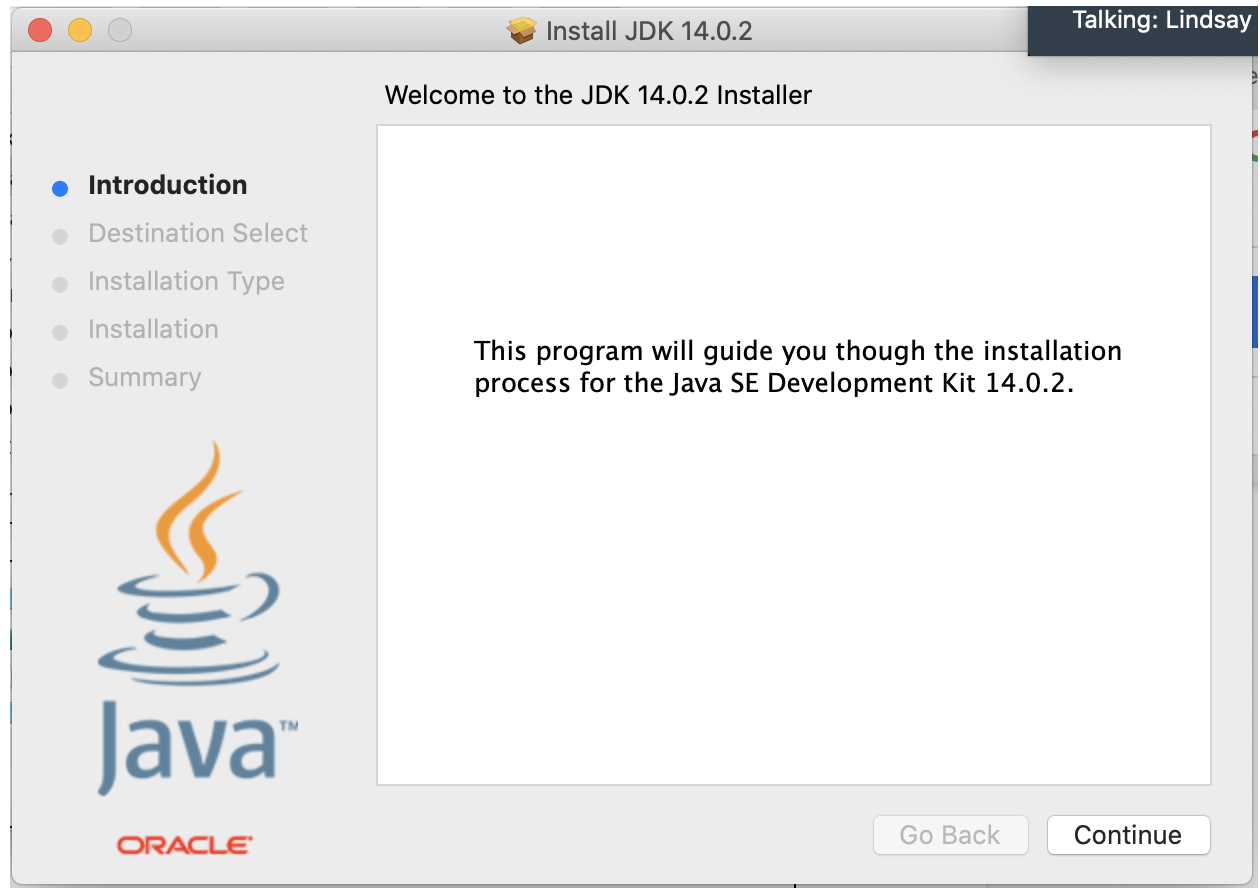 Install JDK 14.0.2
Talking: Lindsay
Welcome to the JDK 14.0.2 Installer
Introduction
Destination Select
Installation Type
Installation
Summary
This program will guide you though the installation
process for the Java SE Development Kit 14.0.2.
Java™
ORACLE
Go Back
Continue